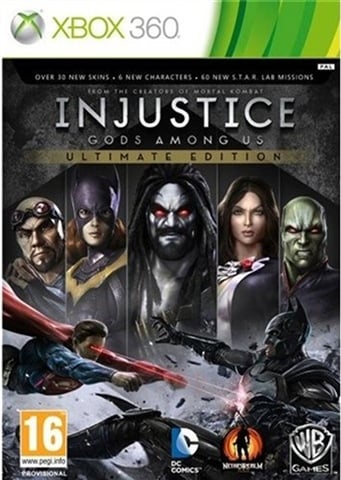 XBOX 360
PAL
OVER 30 NEW SKINS • 6 NEW CHARACTERS • 60 NEW S.T.A.R. LAB MISSIONS
FROM THE CREATORS OF MORTAL KOMBAT
INJUSTICE
GODS AMONG US
ULTIMATE EDITION
16
www.pegi.info
PROVISIONAL
DC
COMICS™
NETHERREALM
WB
GAMES